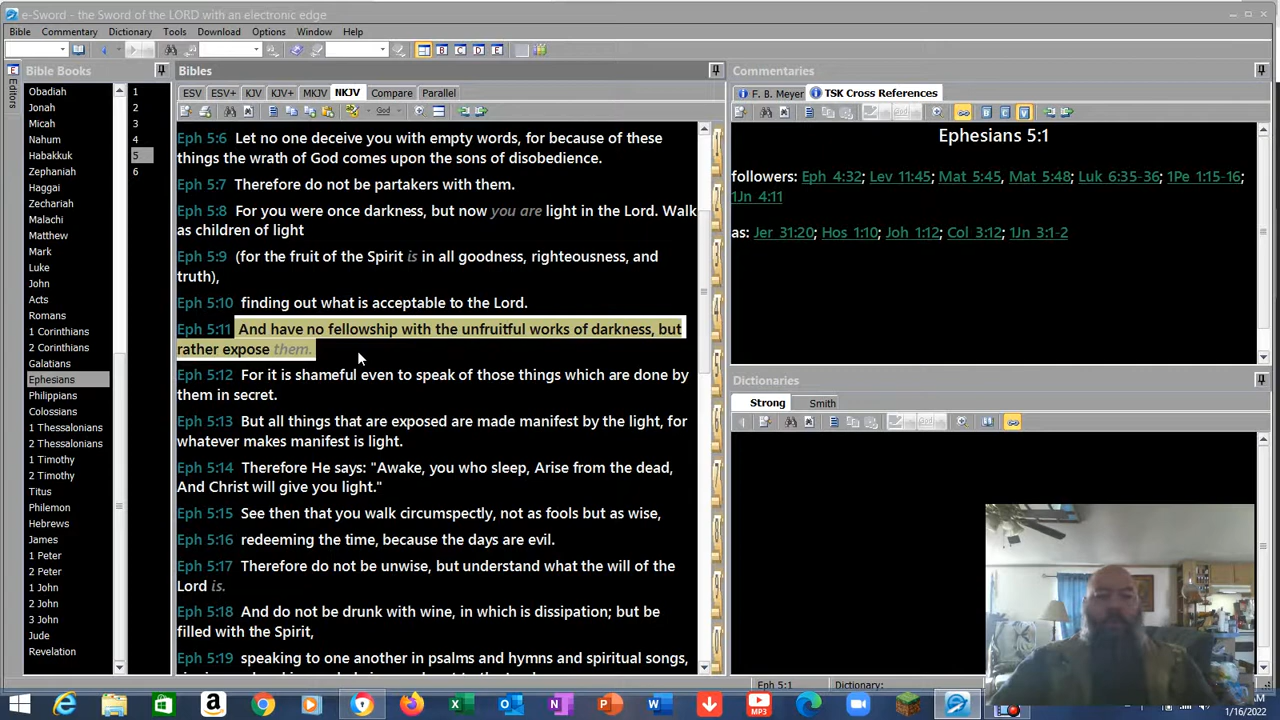 e-Sword - the Sword of the LORD with an electronic edge
Bible Commentary Dictionary Tools Download Options Window Help
Editors
Bible Books
Obadiah
Jonah
Micah
Nahum
Habakkuk
Zephaniah
Haggai
Zechariah
Malachi
Matthew
Mark
Luke
John
Acts
Romans
1 Corinthians
2 Corinthians
Galatians
Ephesians
Philippians
Colossians
1 Thessalonians
2 Thessalonians
1 Timothy
2 Timothy
Titus
Philemon
Hebrews
James
1 Peter
2 Peter
1 John
2 John
3 John
Jude
Revelation
1
2
3
4
5
6
Bibles
ESV ESV+ KJV KJV+ MKJV NKJV Compare Parallel
God
Eph 5:6 Let no one deceive you with empty words, for because of these
things the wrath of God comes upon the sons of disobedience.
Eph 5:7 Therefore do not be partakers with them.
Eph 5:8 For you were once darkness, but now you are light in the Lord. Walk
as children of light
Eph 5:9 (for the fruit of the Spirit is in all goodness, righteousness, and
truth),
Eph 5:10 finding out what is acceptable to the Lord.
Eph 5:11 And have no fellowship with the unfruitful works of darkness, but
rather expose them.
Eph 5:12 For it is shameful even to speak of those things which are done by
them in secret.
Eph 5:13 But all things that are exposed are made manifest by the light, for
whatever makes manifest is light.
Eph 5:14 Therefore He says: "Awake, you who sleep, Arise from the dead,
And Christ will give you light."
Eph 5:15 See then that you walk circumspectly, not as fools but as wise,
Eph 5:16 redeeming the time, because the days are evil.
Eph 5:17 Therefore do not be unwise, but understand what the will of the
Lord is.
Eph 5:18 And do not be drunk with wine, in which is dissipation; but be
filled with the Spirit,
Eph 5:19 speaking to one another in psalms and hymns and spiritual songs,
Commentaries
F. B. Meyer TSK Cross References
Ephesians 5:1
followers: Eph 4:32; Lev 11:45; Mat 5:45, Mat 5:48; Luk 6:35-36; 1Pe 1:15-16;
1Jn 4:11
as: Jer 31:20; Hos 1:10; Joh 1:12; Col 3:12; 1Jn 3:1-2
Dictionaries
Strong Smith
Eph 5:1 Dictionary:
MP3
1/16/2022